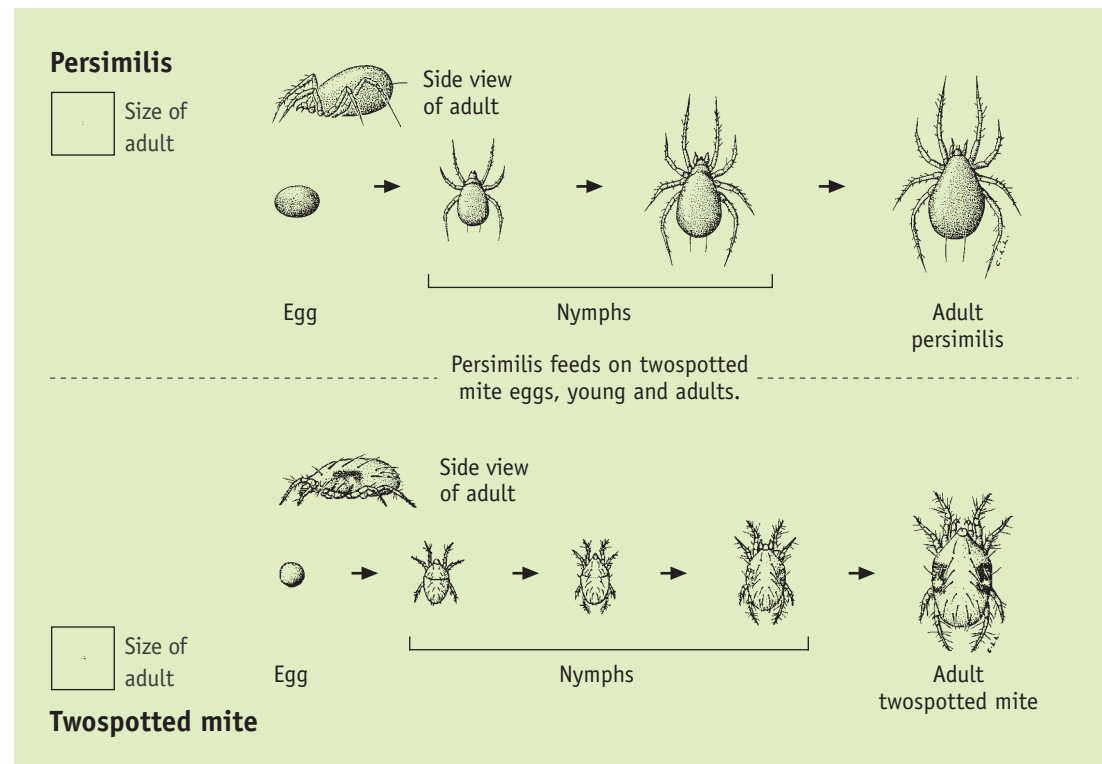 Persimilis
Size of
adult
Side view
of adult
Egg
Nymphs
Adult
persimilis
Persimilis feeds on twospotted
mite eggs, young and adults.
Side view
of adult
Size of
adult
Egg
Nymphs
Adult
twospotted mite
Twospotted mite